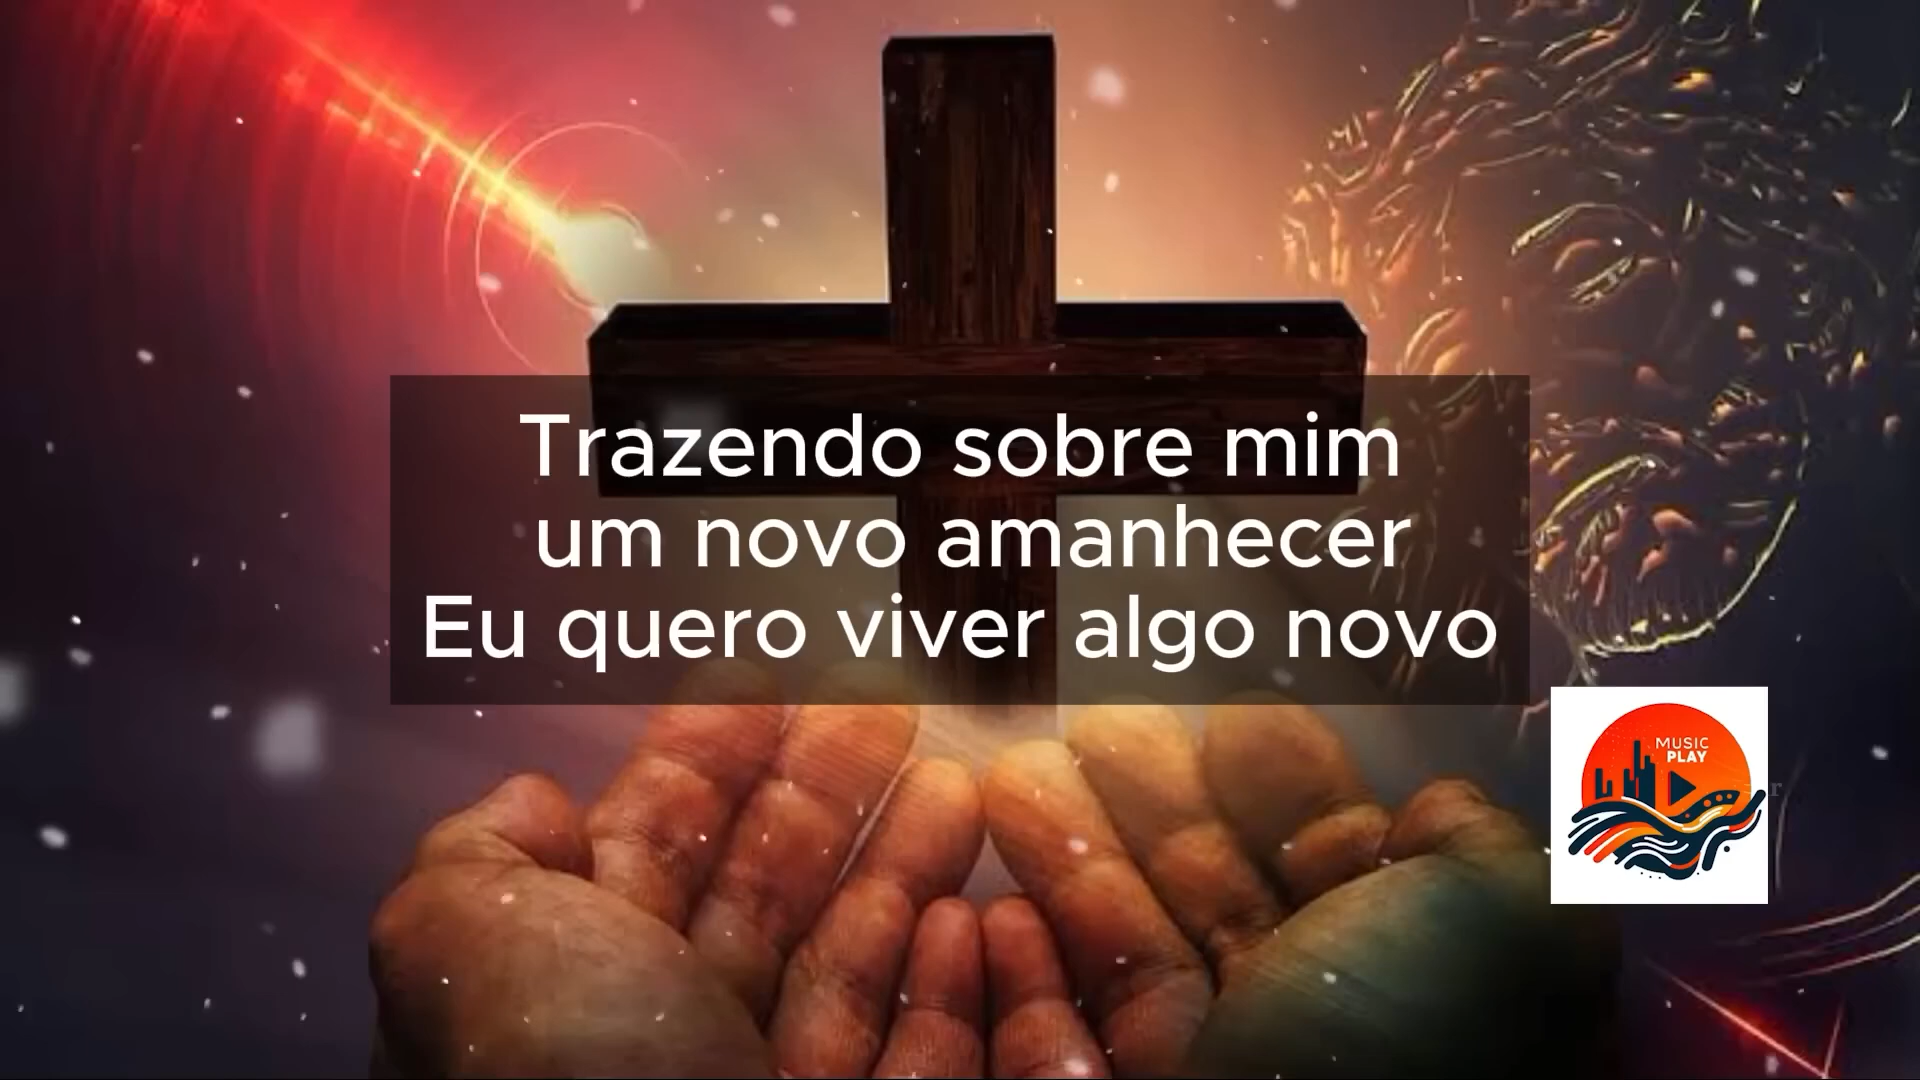 Trazendo sobre mim
um novo amanhecer
Eu quero viver algo novo
MUSIC
PLAY